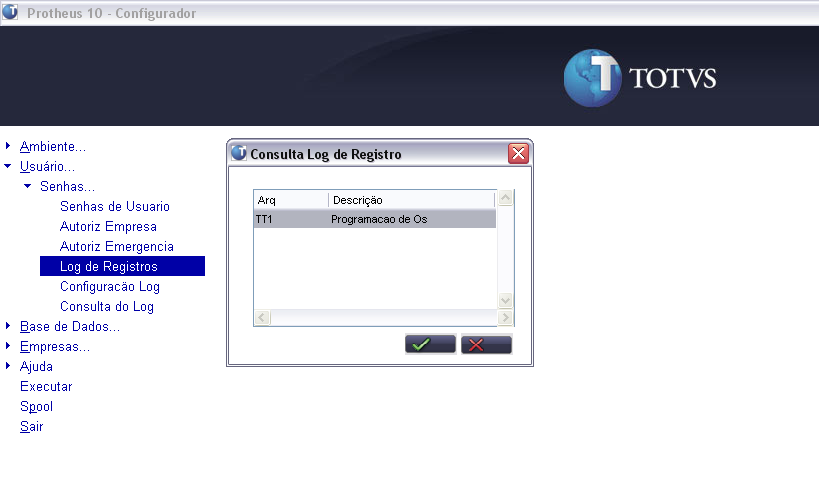 Protheus 10 - Configurador
TOTVS
Ambiente...
Usuário...
Senhas...
Senhas de Usuario
Autoriz Empresa
Autoriz Emergencia
Log de Registros
Configuracäo Log
Consulta do Log
Base de Dados...
Empresas...
Ajuda
Executar
Spool
Sair
Consulta Log de Registro
Arq Descrição
TT1 Programacao de Os